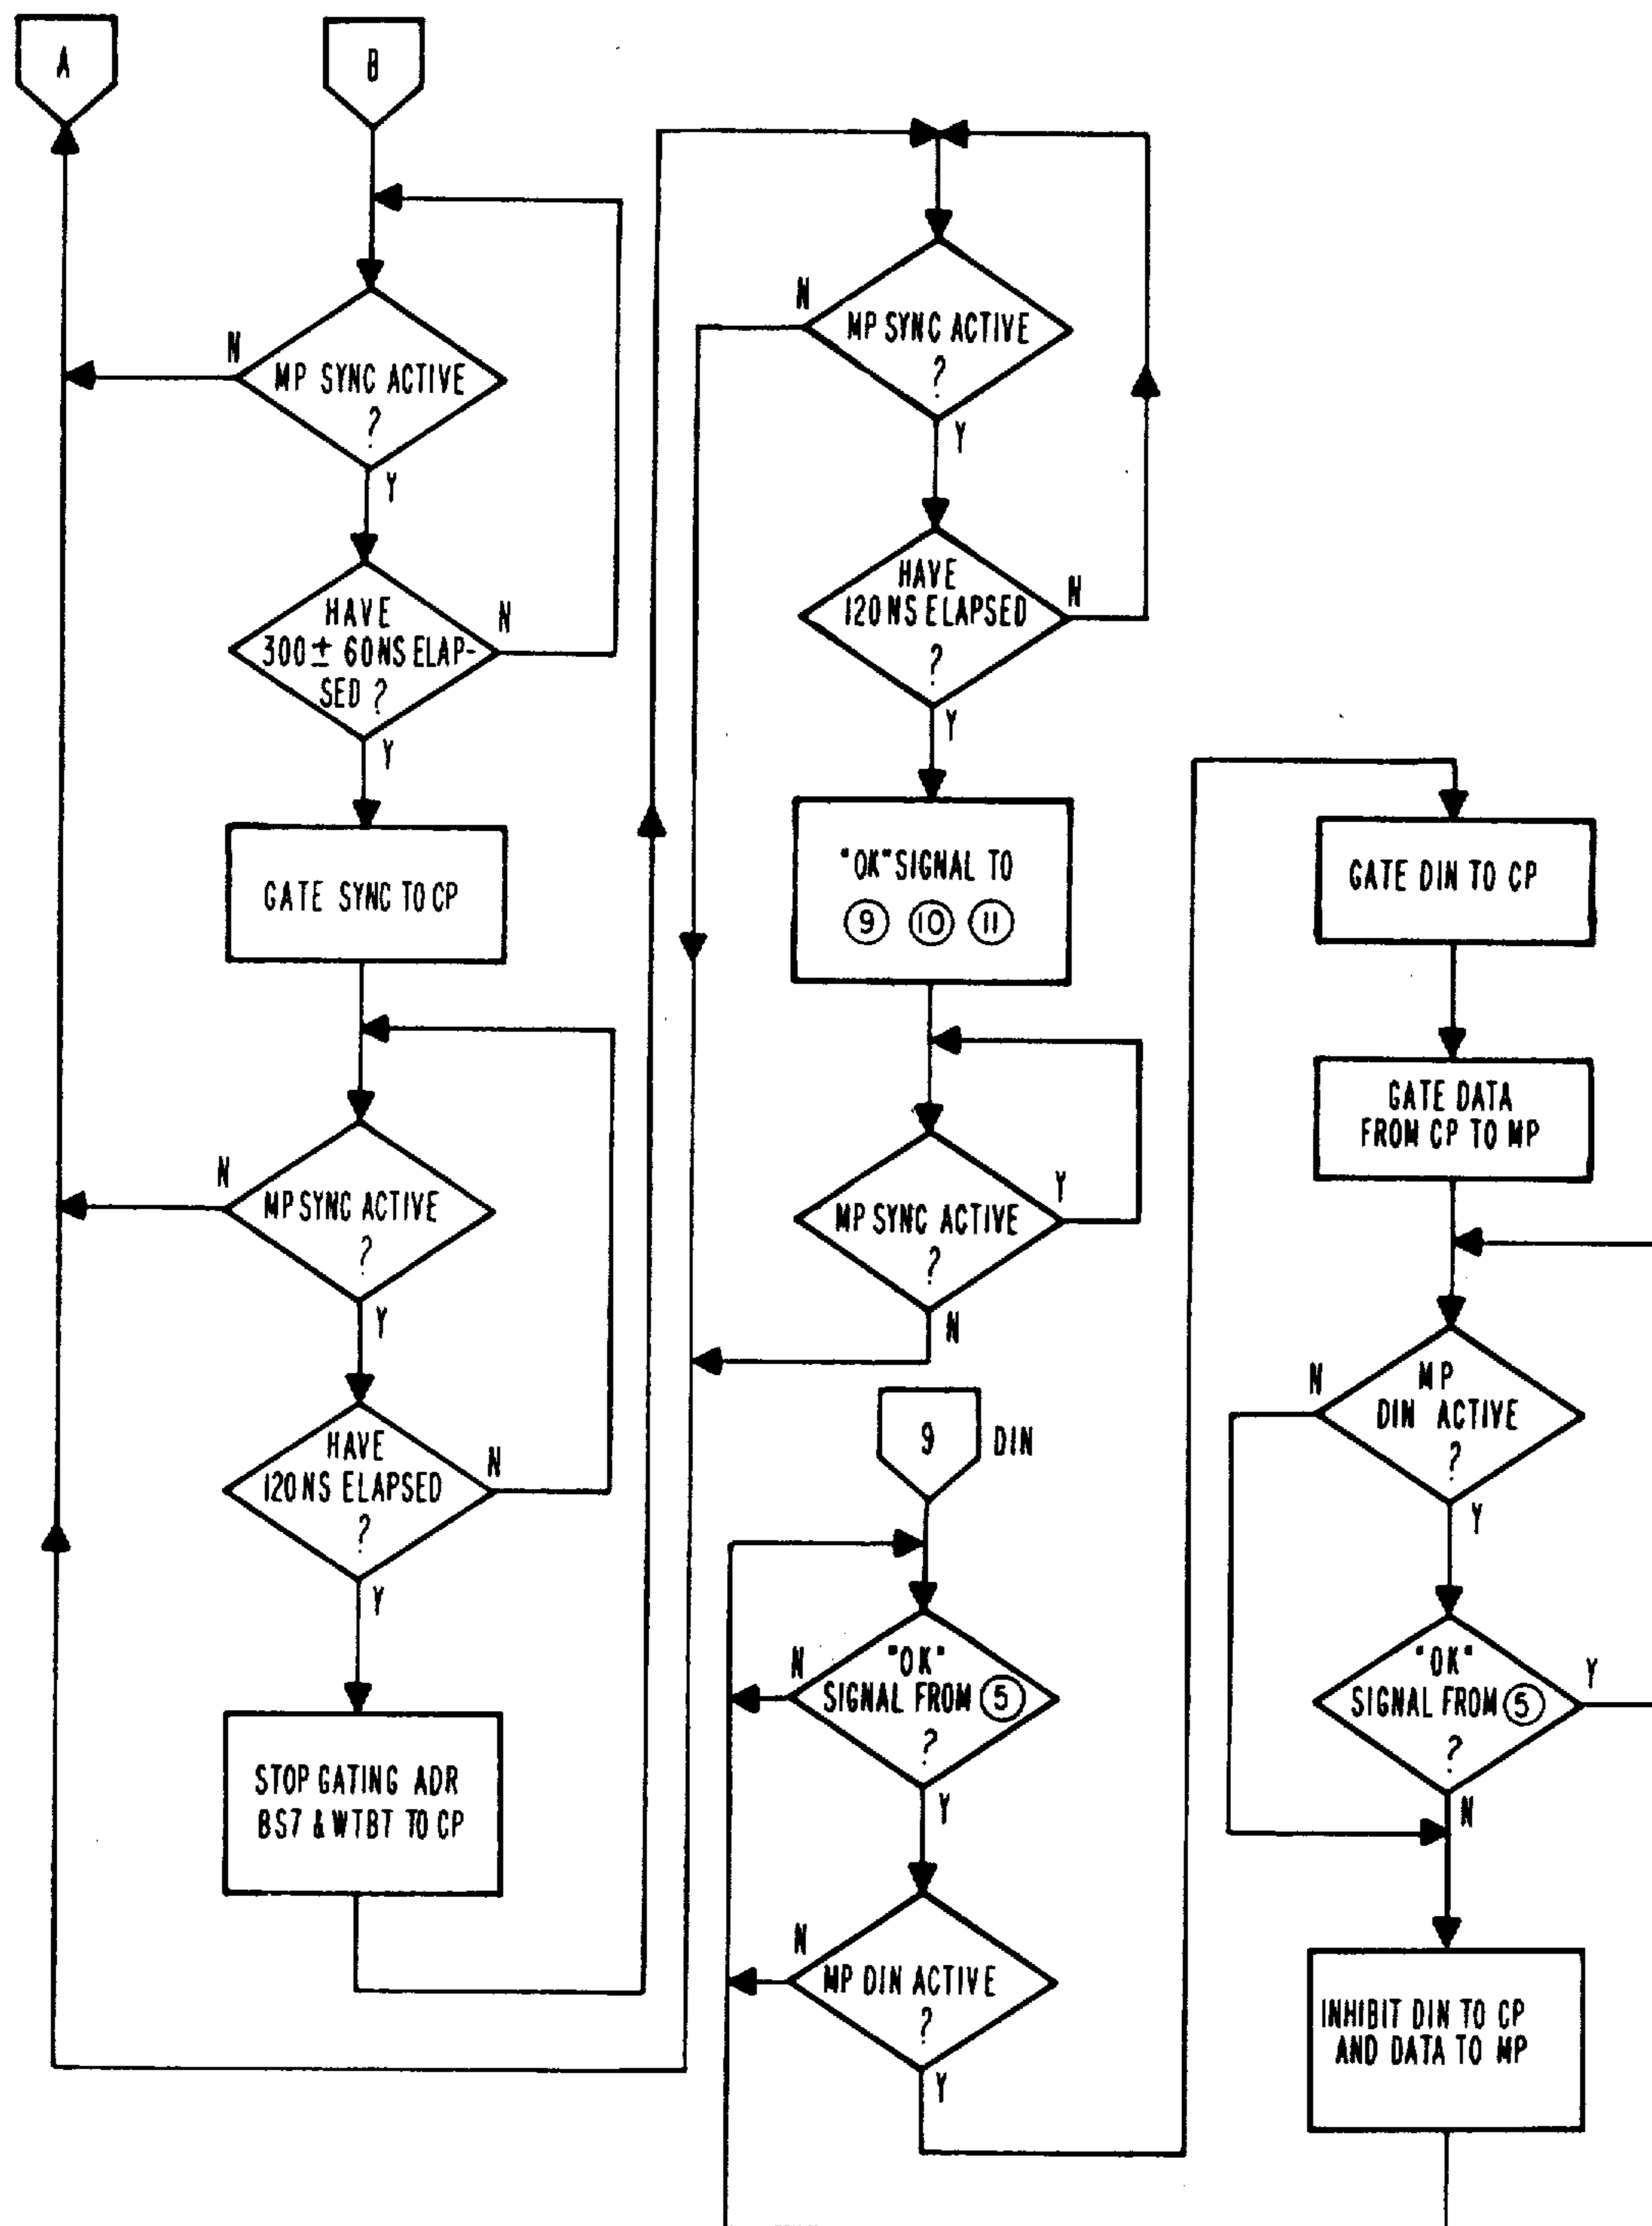 A
B
N
MP SYNC ACTIVE
?
Y
HAVE
300 ± 60NS ELAP-
SED ?
N
Y
GATE SYNC TO CP
N
MP SYNC ACTIVE
?
Y
HAVE
120NS ELAPSED
?
N
Y
STOP GATING ADR
BS7 & WTBT TO CP
N
MP SYNC ACTIVE
?
Y
HAVE
120NS ELAPSED
?
N
Y
"OK" SIGNAL TO
9 10 11
MP SYNC ACTIVE
?
Y
N
9 DIN
N
"OK"
SIGNAL FROM 5
?
Y
N
MP DIN ACTIVE
?
Y
GATE DIN TO CP
GATE DATA
FROM CP TO MP
N
MP
DIN ACTIVE
?
Y
"OK"
SIGNAL FROM 5
?
Y
N
INHIBIT DIN TO CP
AND DATA TO MP